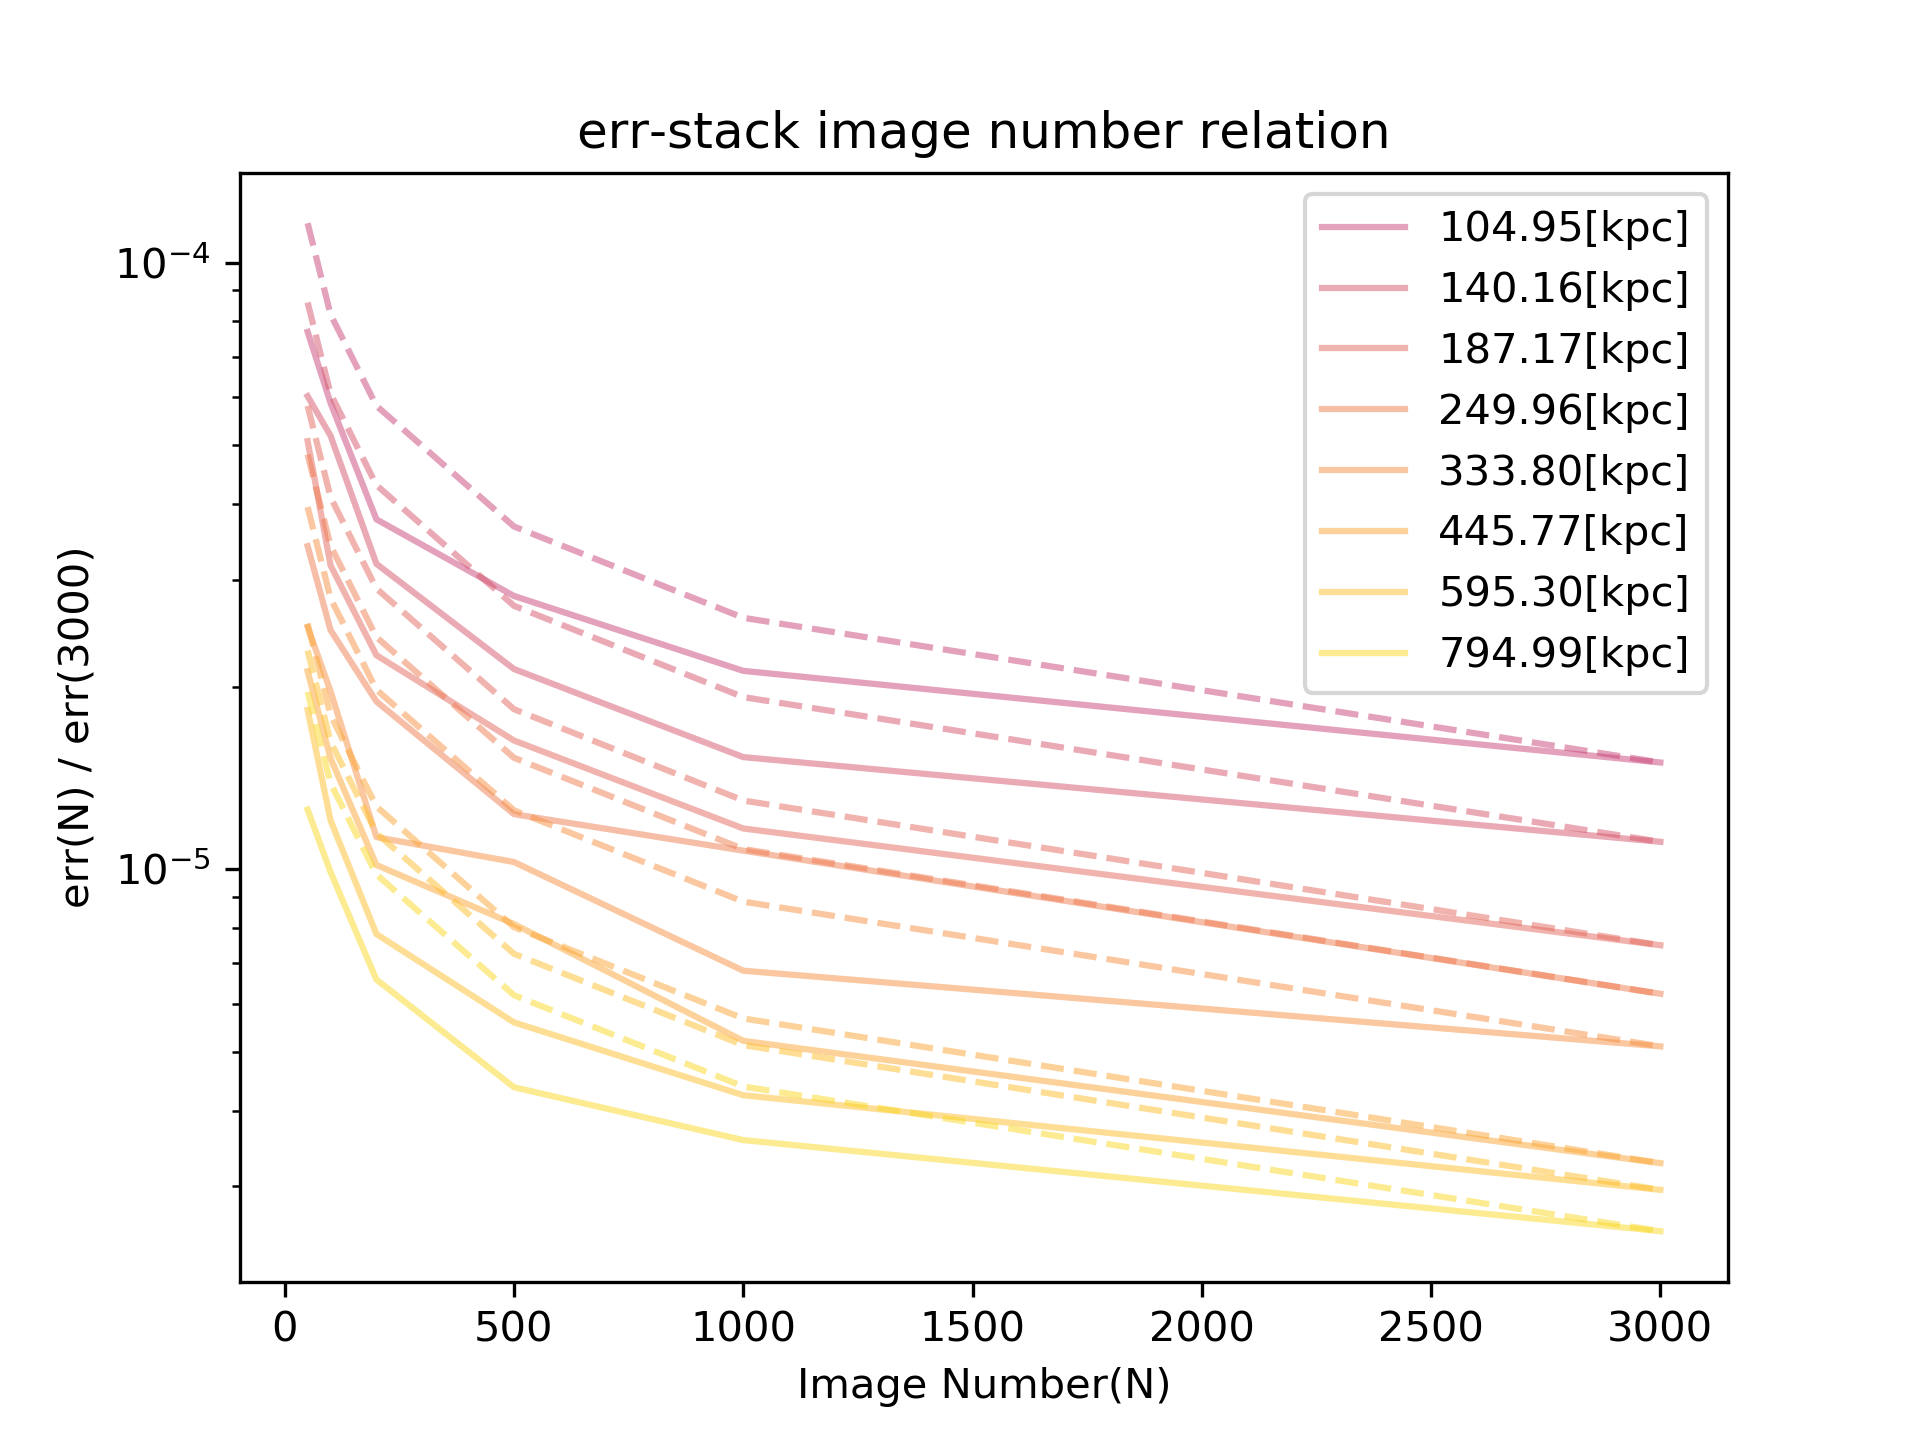 err-stack image number relation
10⁻⁴
10⁻⁵
err(N) / err(3000)
104.95[kpc]
140.16[kpc]
187.17[kpc]
249.96[kpc]
333.80[kpc]
445.77[kpc]
595.30[kpc]
794.99[kpc]
0 500 1000 1500 2000 2500 3000
Image Number(N)